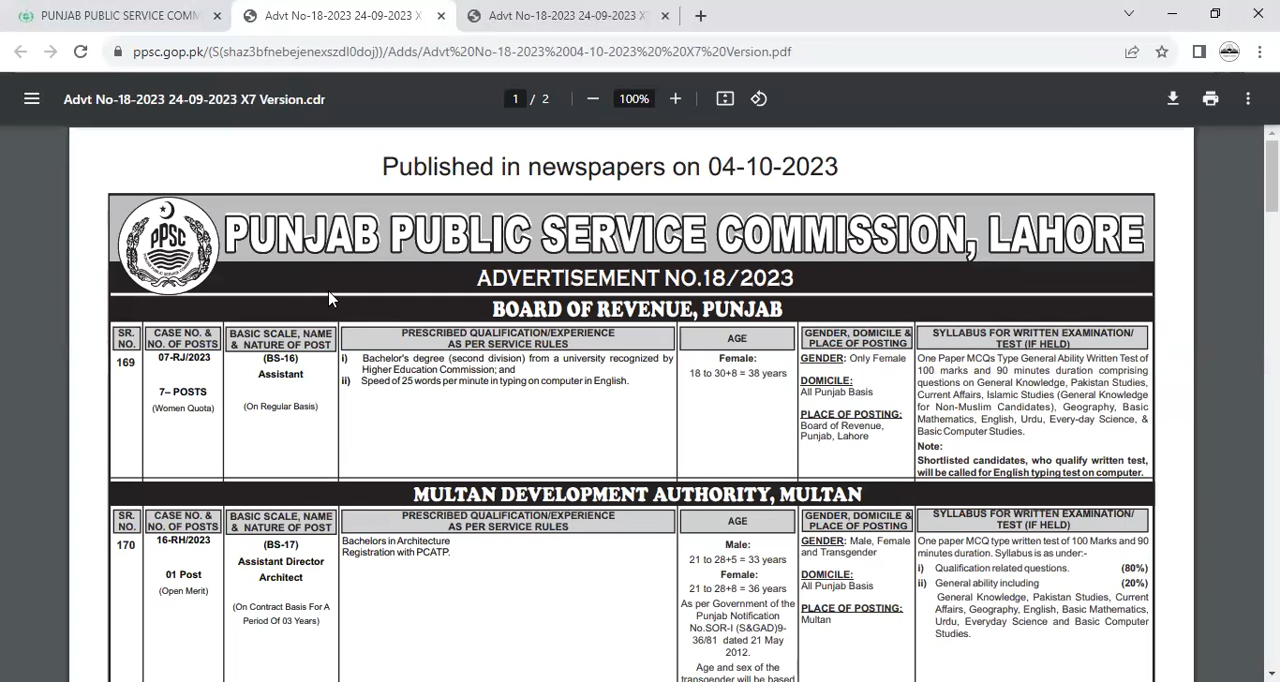 PUNJAB PUBLIC SERVICE COMM
Advt No-18-2023 24-09-2023 X
Advt No-18-2023 24-09-2023 X7
ppsc.gop.pk/(S(shaz3bfnebejenexszdl0doj))/Adds/Advt%20No-18-2023%2004-10-2023%20%20X7%20Version.pdf
Advt No-18-2023 24-09-2023 X7 Version.cdr
1 / 2
100%
Published in newspapers on 04-10-2023
PPSC
PUNJAB PUBLIC SERVICE COMMISSION, LAHORE
ADVERTISEMENT NO.18/2023
BOARD OF REVENUE, PUNJAB
SR. NO.
CASE NO. & NO. OF POSTS
BASIC SCALE, NAME & NATURE OF POST
PRESCRIBED QUALIFICATION/EXPERIENCE AS PER SERVICE RULES
AGE
GENDER, DOMICILE & PLACE OF POSTING
SYLLABUS FOR WRITTEN EXAMINATION/ TEST (IF HELD)
169
07-RJ/2023
7– POSTS
(Women Quota)
(BS-16)
Assistant
(On Regular Basis)
i) Bachelor's degree (second division) from a university recognized by
Higher Education Commission; and
ii) Speed of 25 words per minute in typing on computer in English.
Female:
18 to 30+8 = 38 years
GENDER: Only Female
DOMICILE:
All Punjab Basis
PLACE OF POSTING:
Board of Revenue,
Punjab, Lahore
One Paper MCQs Type General Ability Written Test of
100 marks and 90 minutes duration comprising
questions on General Knowledge, Pakistan Studies,
Current Affairs, Islamic Studies (General Knowledge
for Non-Muslim Candidates), Geography, Basic
Mathematics, English, Urdu, Every-day Science, &
Basic Computer Studies.
Note:
Shortlisted candidates, who qualify written test,
will be called for English typing test on computer.
MULTAN DEVELOPMENT AUTHORITY, MULTAN
SR. NO.
CASE NO. & NO. OF POSTS
BASIC SCALE, NAME & NATURE OF POST
PRESCRIBED QUALIFICATION/EXPERIENCE AS PER SERVICE RULES
AGE
GENDER, DOMICILE & PLACE OF POSTING
SYLLABUS FOR WRITTEN EXAMINATION/ TEST (IF HELD)
170
16-RH/2023
01 Post
(Open Merit)
(BS-17)
Assistant Director
Architect
(On Contract Basis For A
Period Of 03 Years)
Bachelors in Architecture
Registration with PCATP.
Male:
21 to 28+5 = 33 years
Female:
21 to 28+8 = 36 years
As per Government of the
Punjab Notification
No.SOR-I (S&GAD)9-
36/81 dated 21 May
2012.
Age and sex of the
transgender will be based
GENDER: Male, Female
and Transgender
DOMICILE:
All Punjab Basis
PLACE OF POSTING:
Multan
One paper MCQ type written test of 100 Marks and 90
minutes duration. Syllabus is as under:-
i) Qualification related questions. (80%)
ii) General ability including (20%)
General Knowledge, Pakistan Studies, Current
Affairs, Geography, English, Basic Mathematics,
Urdu, Everyday Science and Basic Computer
Studies.